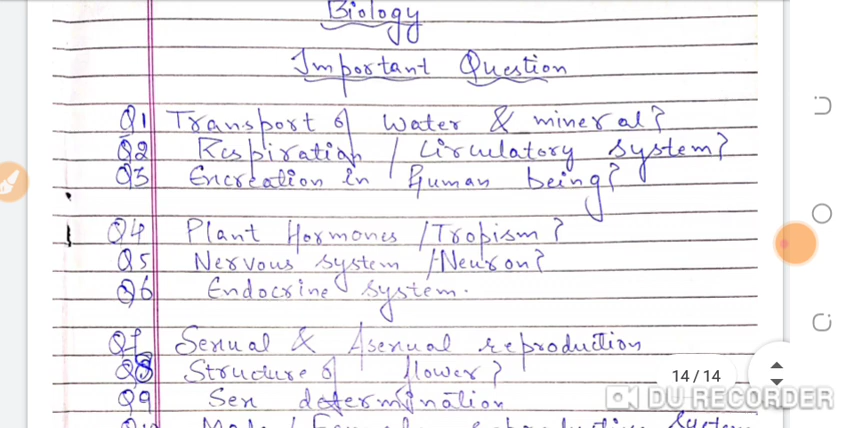 Biology
Important Question
Q1 Transport of water & mineral?
Q2 Respiration / Circulatory system?
Q3 Encreation in Human being?
Q4 Plant Hormones / Tropism?
Q5 Nervous system / Neuron?
Q6 Endocrine system.
Q7 Sexual & Asexual reproduction
Q8 Structure of flower?
14 / 14
DU RECORDER
Q9 Sex determination